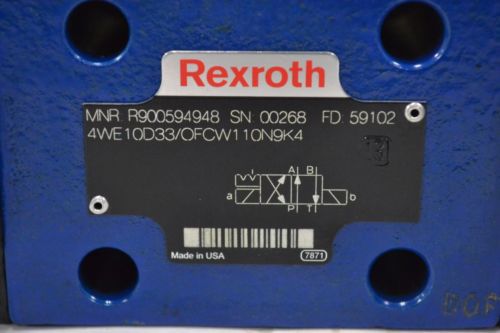 Rexroth
MNR R900594948 SN 00268 FD 59102
4WE10D33/OFCW110N9K4
A B
a b
P T
Made in USA
7871